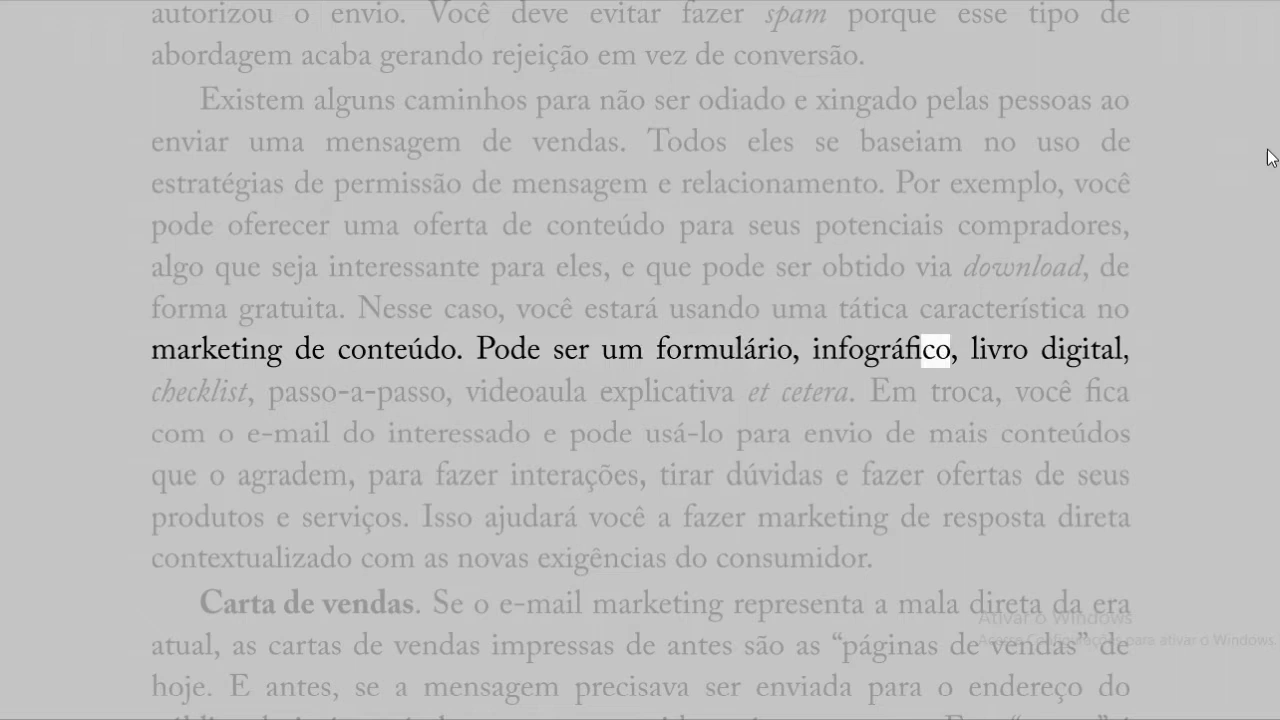 autorizou o envio. Você deve evitar fazer spam porque esse tipo de
abordagem acaba gerando rejeição em vez de conversão.
Existem alguns caminhos para não ser odiado e xingado pelas pessoas ao
enviar uma mensagem de vendas. Todos eles se baseiam no uso de
estratégias de permissão de mensagem e relacionamento. Por exemplo, você
pode oferecer uma oferta de conteúdo para seus potenciais compradores,
algo que seja interessante para eles, e que pode ser obtido via download, de
forma gratuita. Nesse caso, você estará usando uma tática característica no
marketing de conteúdo. Pode ser um formulário, infográfico, livro digital,
checklist, passo-a-passo, videoaula explicativa et cetera. Em troca, você fica
com o e-mail do interessado e pode usá-lo para envio de mais conteúdos
que o agradem, para fazer interações, tirar dúvidas e fazer ofertas de seus
produtos e serviços. Isso ajudará você a fazer marketing de resposta direta
contextualizado com as novas exigências do consumidor.
Carta de vendas. Se o e-mail marketing representa a mala direta da era
Ativar o Windows
atual, as cartas de vendas impressas de antes são as “páginas de vendas” de
Acesse Configurações para ativar o Windows.
hoje. E antes, se a mensagem precisava ser enviada para o endereço do